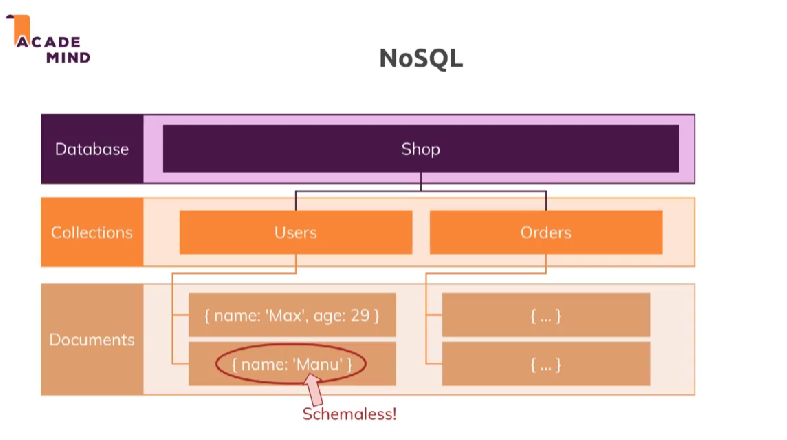 ACADE
MIND
NoSQL
Database
Shop
Collections
Users
Orders
Documents
{ name: 'Max', age: 29 }
{ ... }
{ name: 'Manu' }
{ ... }
Schemaless!